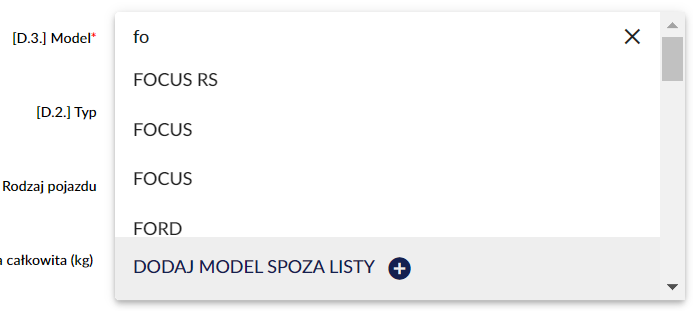 [D.3.] Model*
fo
FOCUS RS
[D.2.] Typ
FOCUS
Rodzaj pojazdu
FOCUS
FORD
całkowita (kg)
DODAJ MODEL SPOZA LISTY